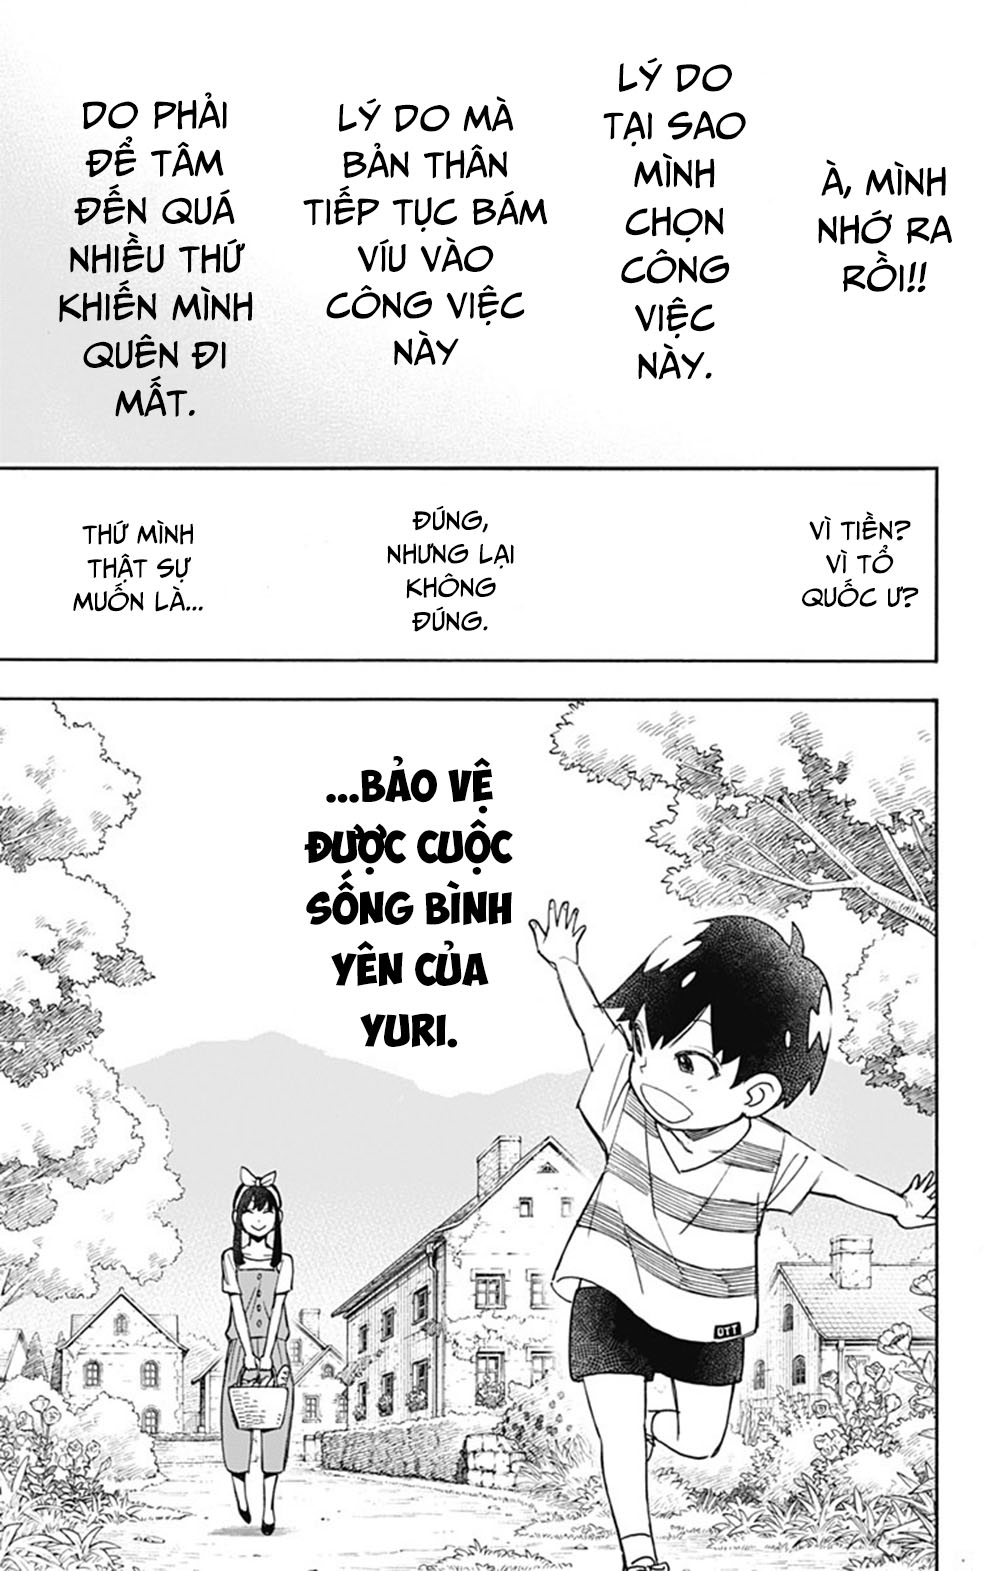 À, MÌNH
NHỚ RA
RỒI!!
LÝ DO
TẠI SAO
MÌNH
CHỌN
CÔNG
VIỆC
NÀY.
LÝ DO MÀ
BẢN THÂN
TIẾP TỤC BÁM
VÍU VÀO
CÔNG VIỆC
NÀY
DO PHẢI
ĐỂ TÂM
ĐẾN QUÁ
NHIỀU THỨ
KHIẾN MÌNH
QUÊN ĐI
MẤT.
VÌ TIỀN?
VÌ TỔ
QUỐC Ư?
ĐÚNG,
NHƯNG LẠI
KHÔNG
ĐÚNG.
THỨ MÌNH
THẬT SỰ
MUỐN LÀ...
...BẢO VỆ
ĐƯỢC CUỘC
SỐNG BÌNH
YÊN CỦA
YURI.
OTT